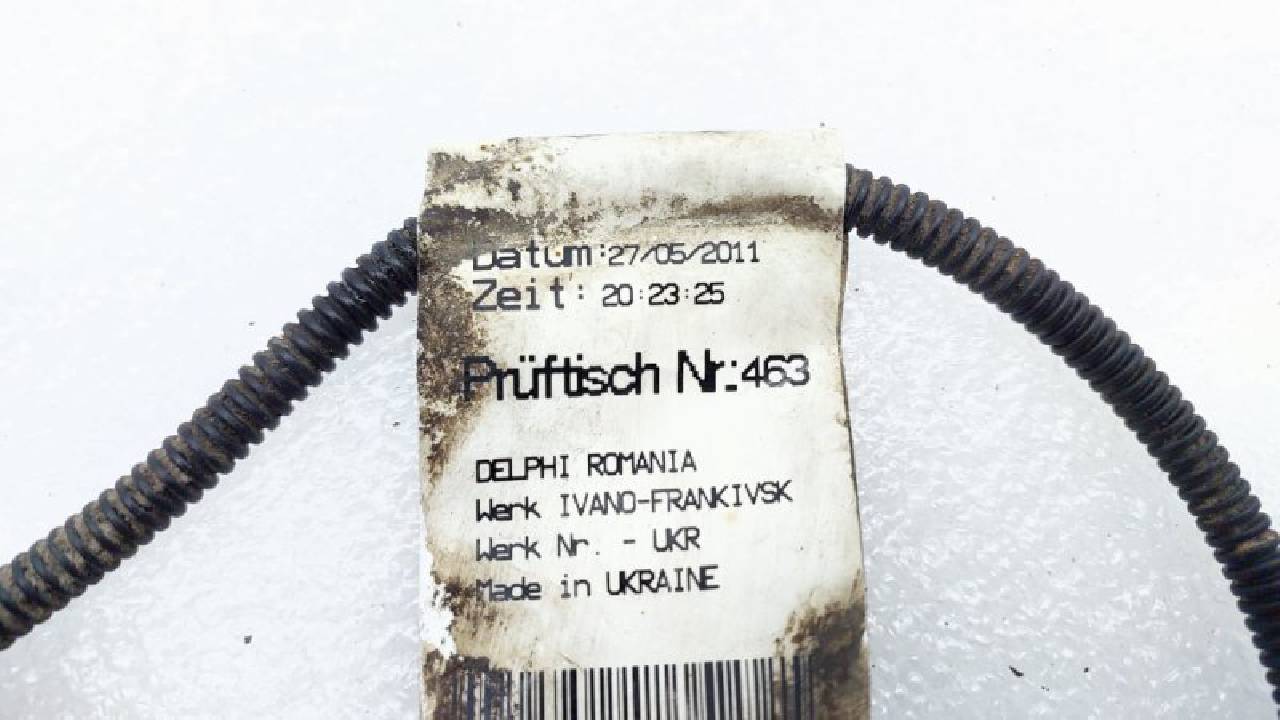 Datum:27/05/2011
Zeit: 20:23:25
Prüftisch Nr.:463
DELPHI ROMANIA
Werk IVANO-FRANKIVSK
Werk Nr. - UKR
Made in UKRAINE